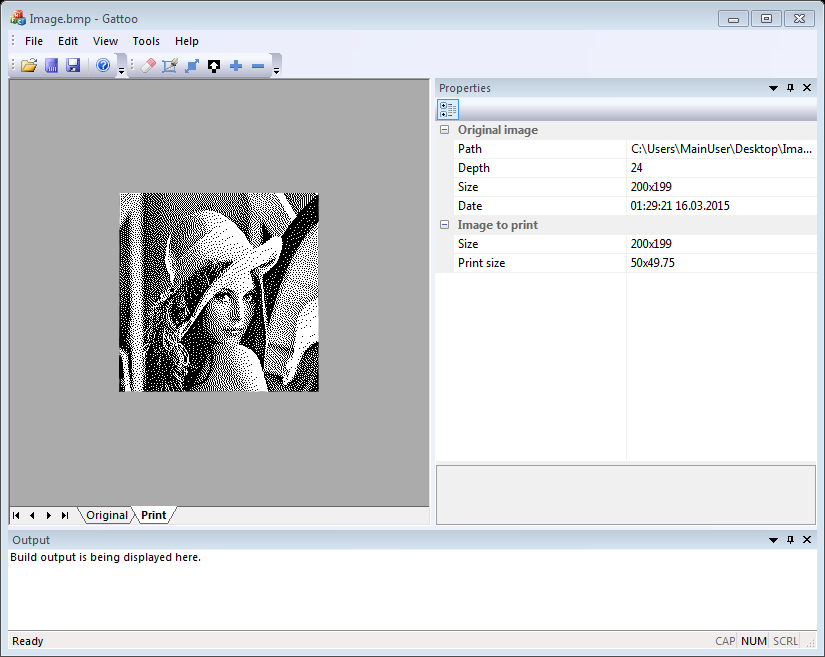 Image.bmp - Gattoo
File Edit View Tools Help
Properties
Original image
Path C:\Users\MainUser\Desktop\Ima...
Depth 24
Size 200x199
Date 01:29:21 16.03.2015
Image to print
Size 200x199
Print size 50x49.75
Original Print
Output
Build output is being displayed here.
Ready CAP NUM SCRL